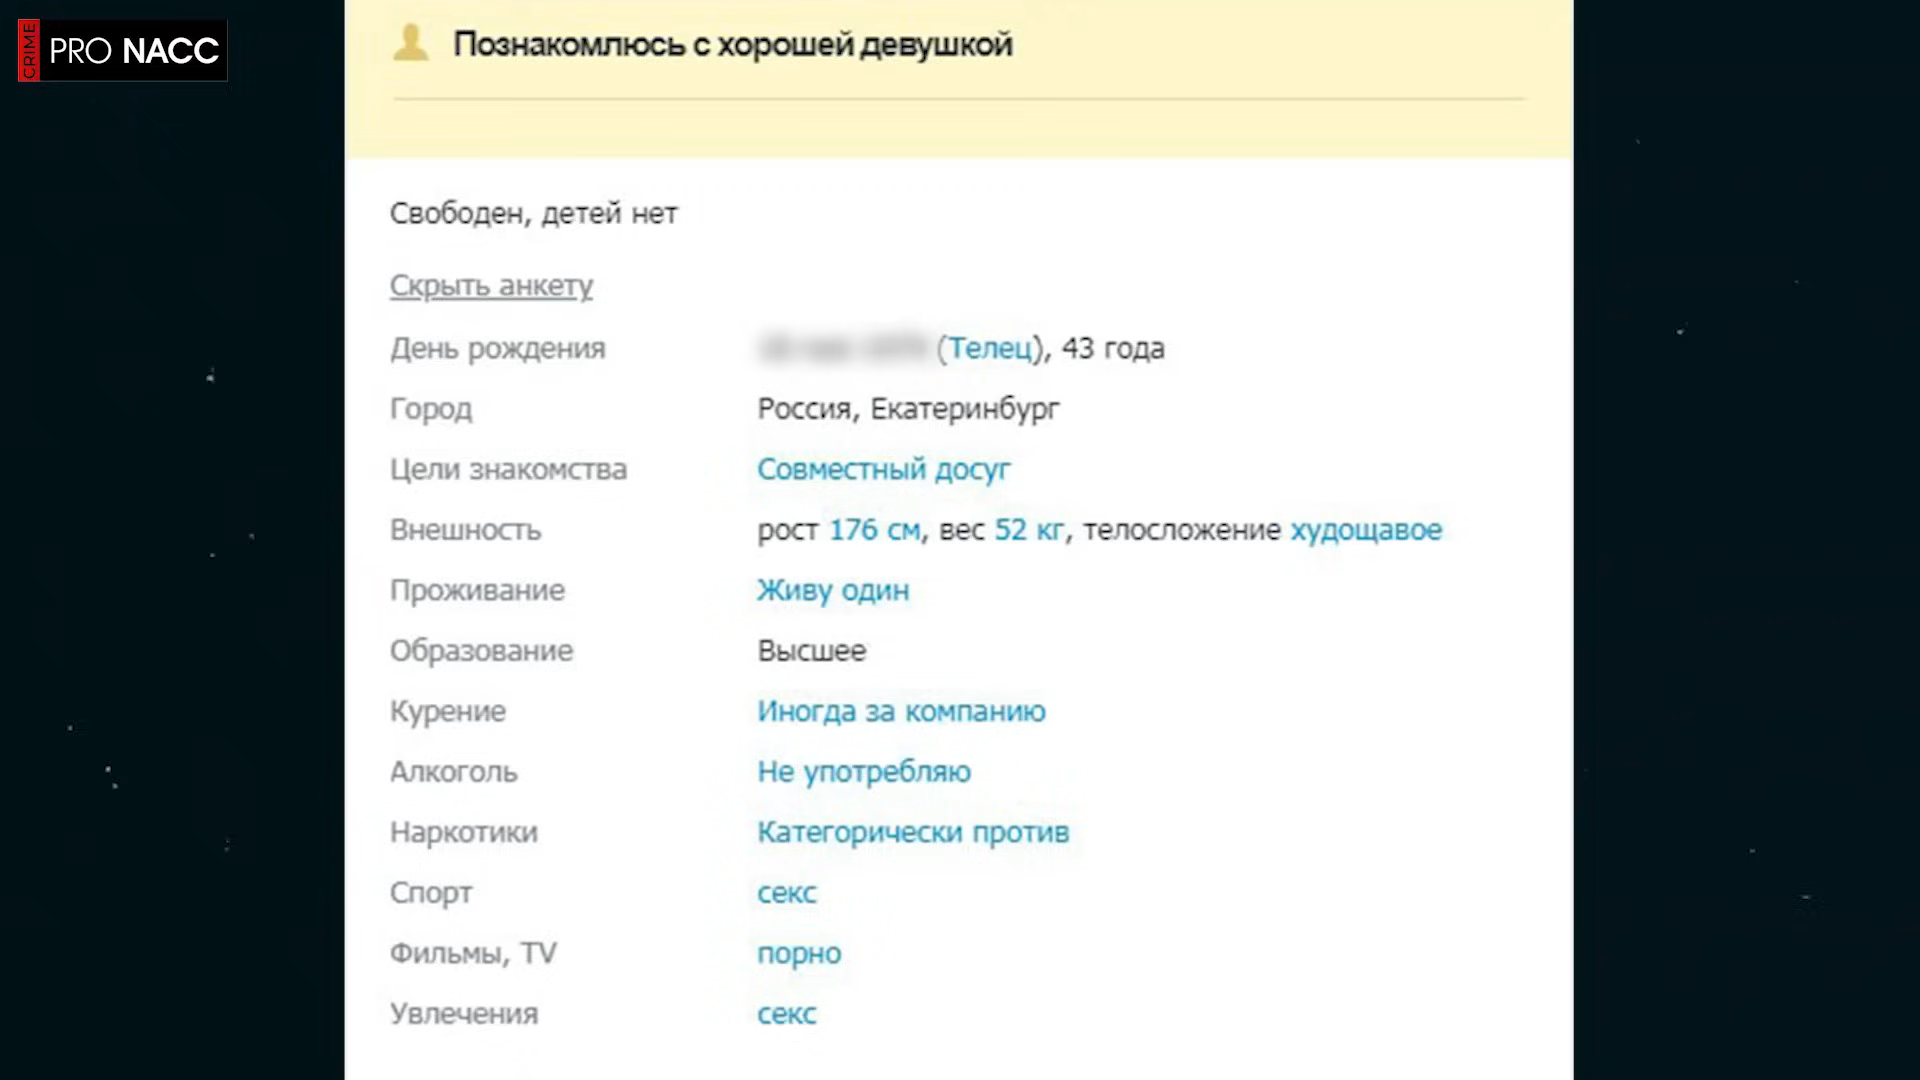 CRIME PRO NACC
Познакомлюсь с хорошей девушкой
Свободен, детей нет
Скрыть анкету
День рождения (Телец), 43 года
Город Россия, Екатеринбург
Цели знакомства Совместный досуг
Внешность рост 176 см, вес 52 кг, телосложение худощавое
Проживание Живу один
Образование Высшее
Курение Иногда за компанию
Алкоголь Не употребляю
Наркотики Категорически против
Спорт секс
Фильмы, TV порно
Увлечения секс